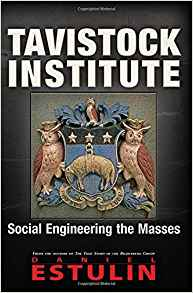 TAVISTOCK
INSTITUTE
Social Engineering the Masses
FROM THE AUTHOR OF THE TRUE STORY OF THE BILDERBERG GROUP
DANIEL
ESTULIN